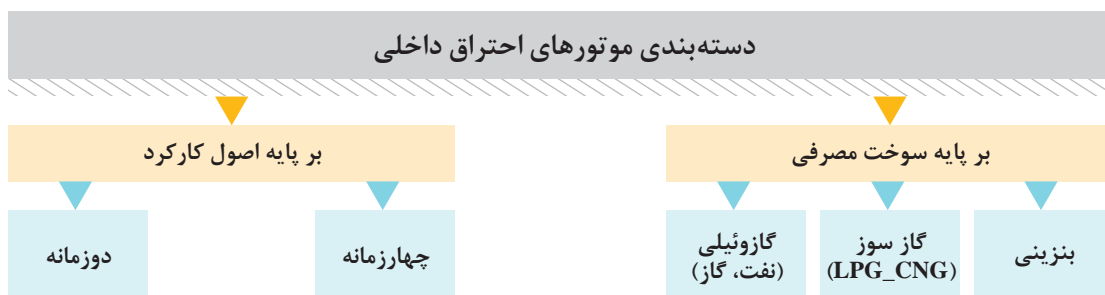 دسته‌بندی موتورهای احتراق داخلی
بر پایه سوخت مصرفی
بر پایه اصول کارکرد
بنزینی
گاز سوز
(LPG_CNG)
گازوئیلی
(نفت، گاز)
چهارزمانه
دوزمانه